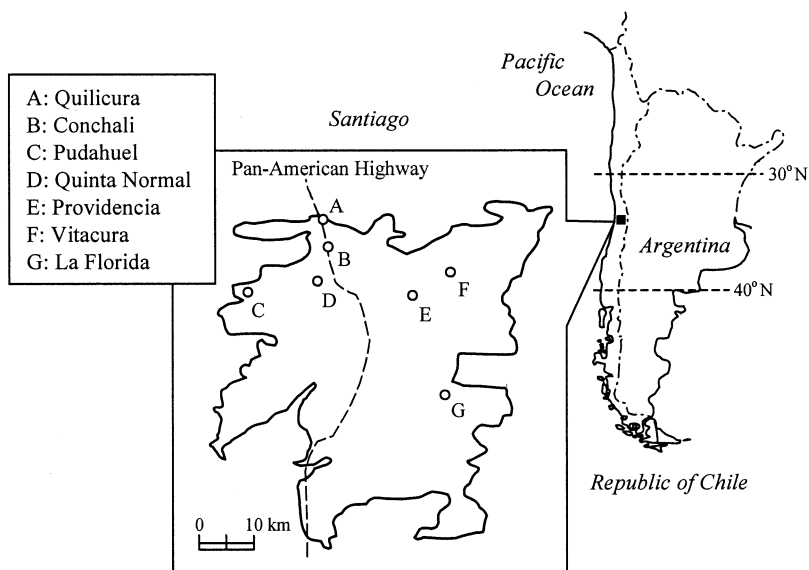 A: Quilicura
B: Conchali
C: Pudahuel
D: Quinta Normal
E: Providencia
F: Vitacura
G: La Florida
Santiago
Pan-American Highway
A
B
C
D
E
F
G
0 10 km
Pacific
Ocean
30° N
Argentina
40° N
Republic of Chile